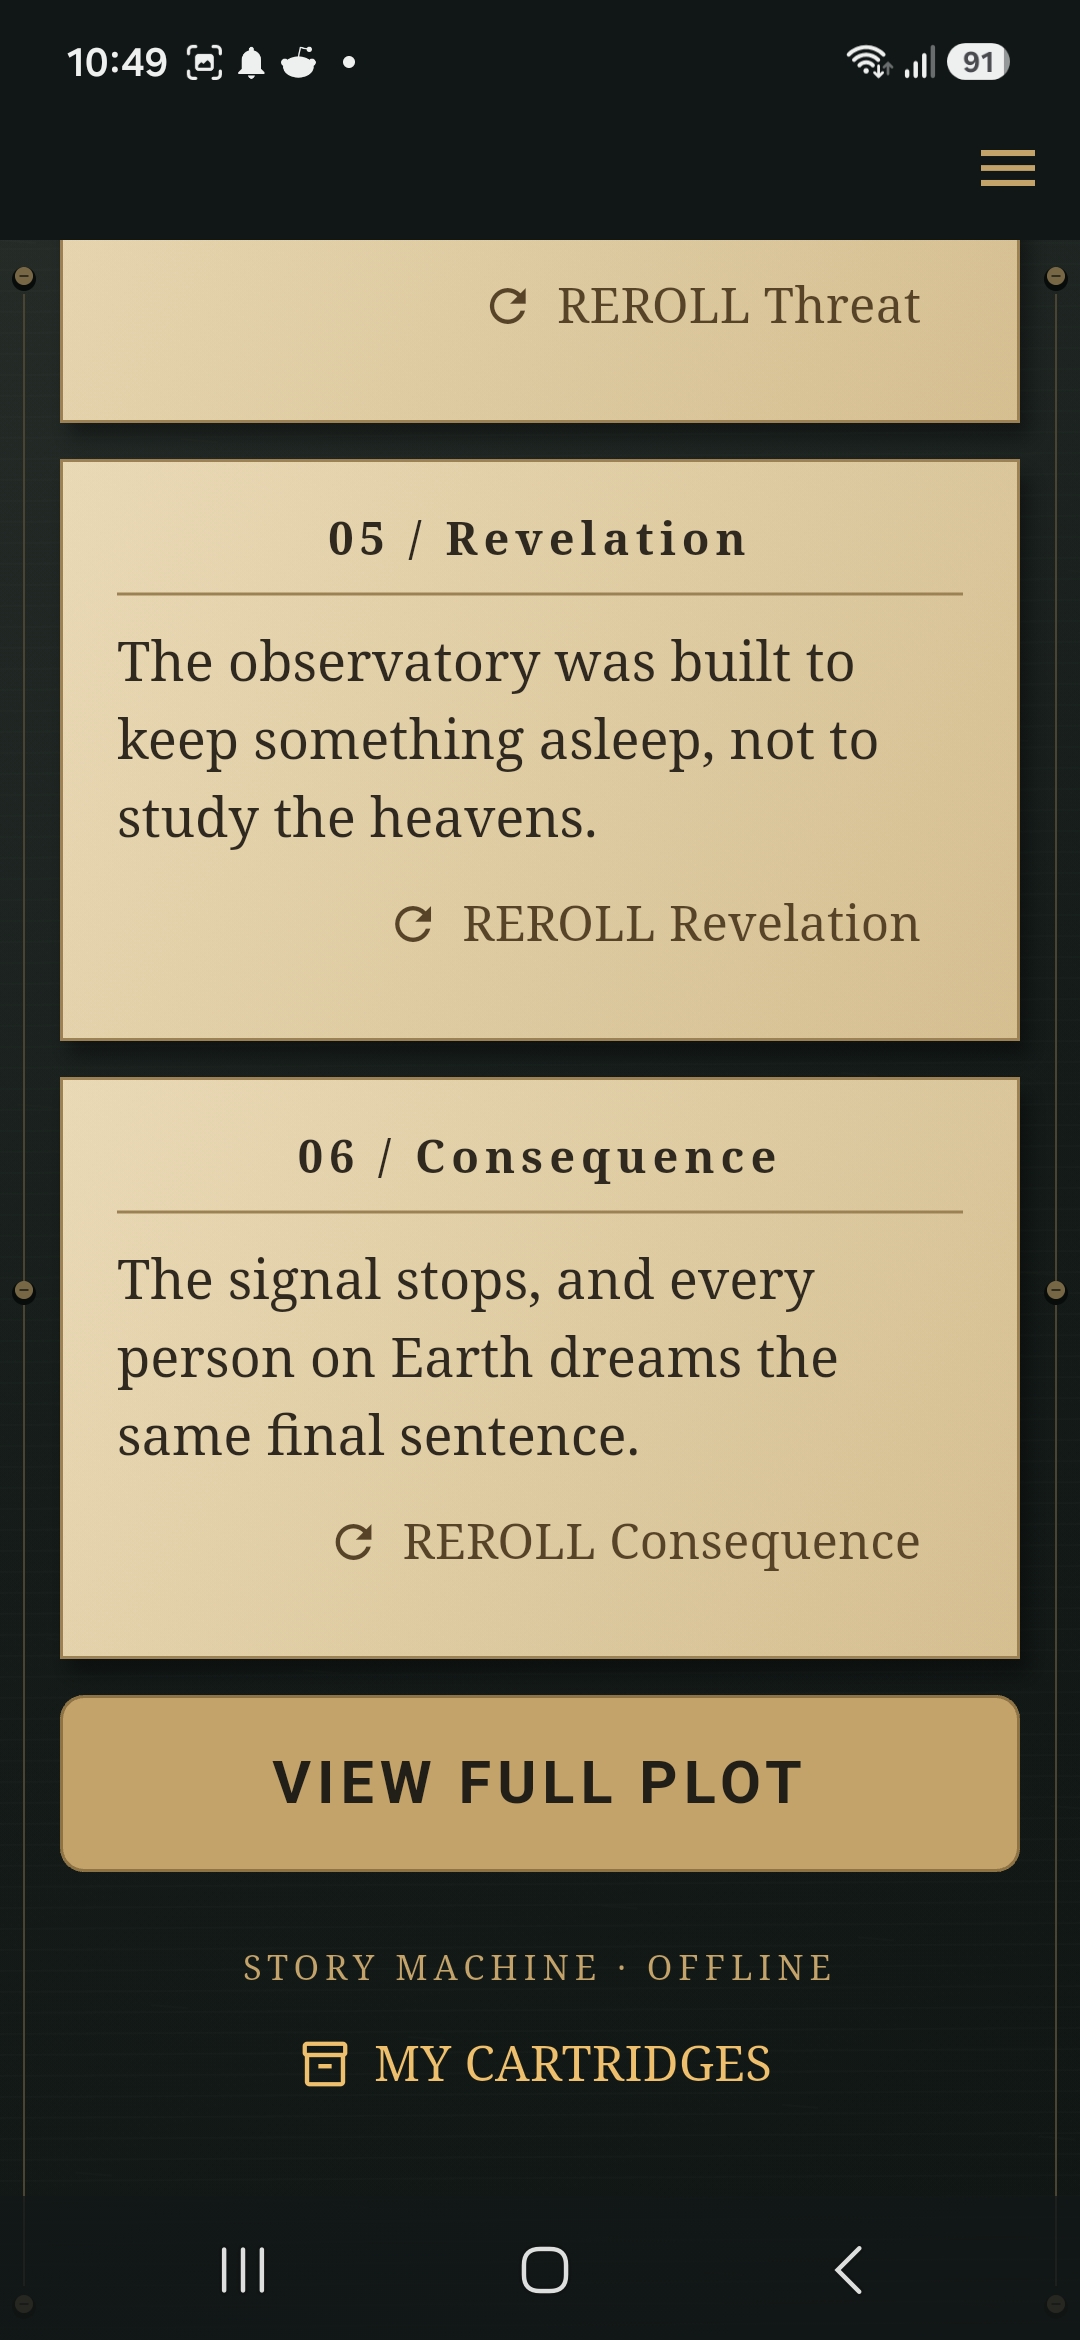 10:49
91
REROLL Threat
05 / Revelation
The observatory was built to
keep something asleep, not to
study the heavens.
REROLL Revelation
06 / Consequence
The signal stops, and every
person on Earth dreams the
same final sentence.
REROLL Consequence
VIEW FULL PLOT
STORY MACHINE · OFFLINE
MY CARTRIDGES